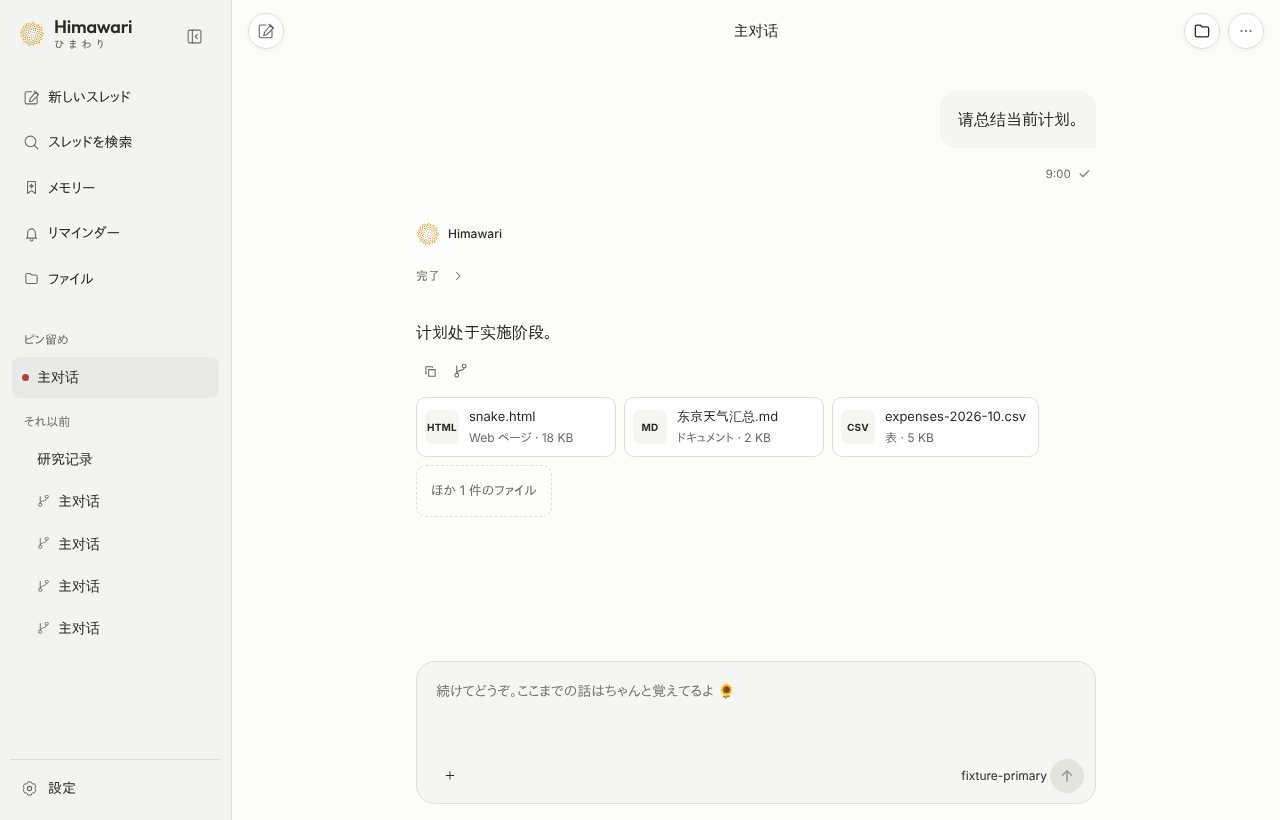 Himawari
ひまわり
新しいスレッド
スレッドを検索
メモリー
リマインダー
ファイル
ピン留め
主对话
それ以前
研究记录
主对话
主对话
主对话
主对话
設定
主对话
请总结当前计划。
9:00
Himawari
完了
计划处于实施阶段。
HTML
snake.html
Web ページ · 18 KB
MD
东京天气汇总.md
ドキュメント · 2 KB
CSV
expenses-2026-10.csv
表 · 5 KB
ほか 1 件のファイル
続けてどうぞ。ここまでの話はちゃんと覚えてるよ 🌻
fixture-primary